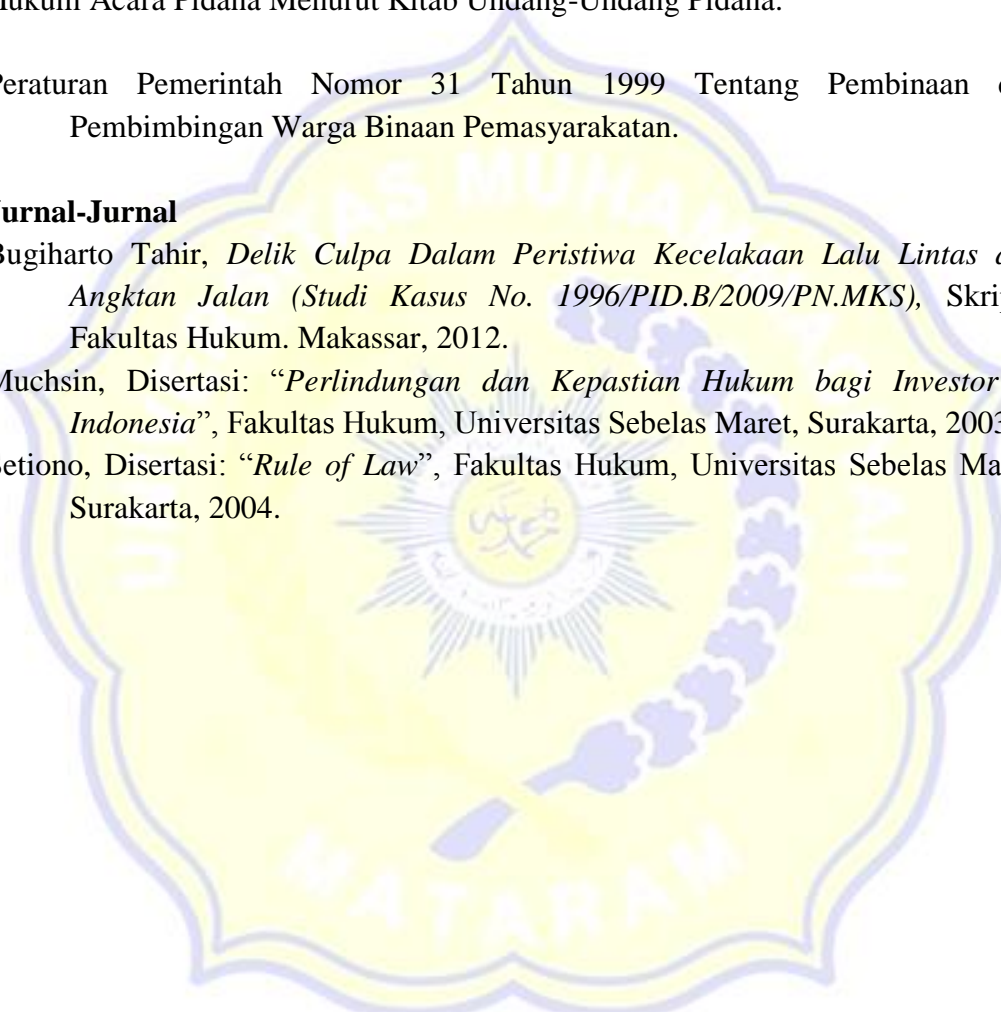 Hukum Acara Pidana Menurut Kitab Undang-Undang Pidana.
Peraturan Pemerintah Nomor 31 Tahun 1999 Tentang Pembinaan
Pembimbingan Warga Binaan Pemasyarakatan.
Jurnal-Jurnal
Bugiharto Tahir, Delik Culpa Dalam Peristiwa Kecelakaan Lalu Lintas
Angktan Jalan (Studi Kasus No. 1996/PID.B/2009/PN.MKS),
Fakultas Hukum. Makassar, 2012.
Muchsin, Disertasi: “Perlindungan dan Kepastian Hukum bagi Investor
Indonesia”, Fakultas Hukum, Universitas Sebelas Maret, Surakarta, 2003
Setiono, Disertasi: “Rule of Law”, Fakultas Hukum, Universitas Sebelas
Surakarta, 2004.
MATARAM